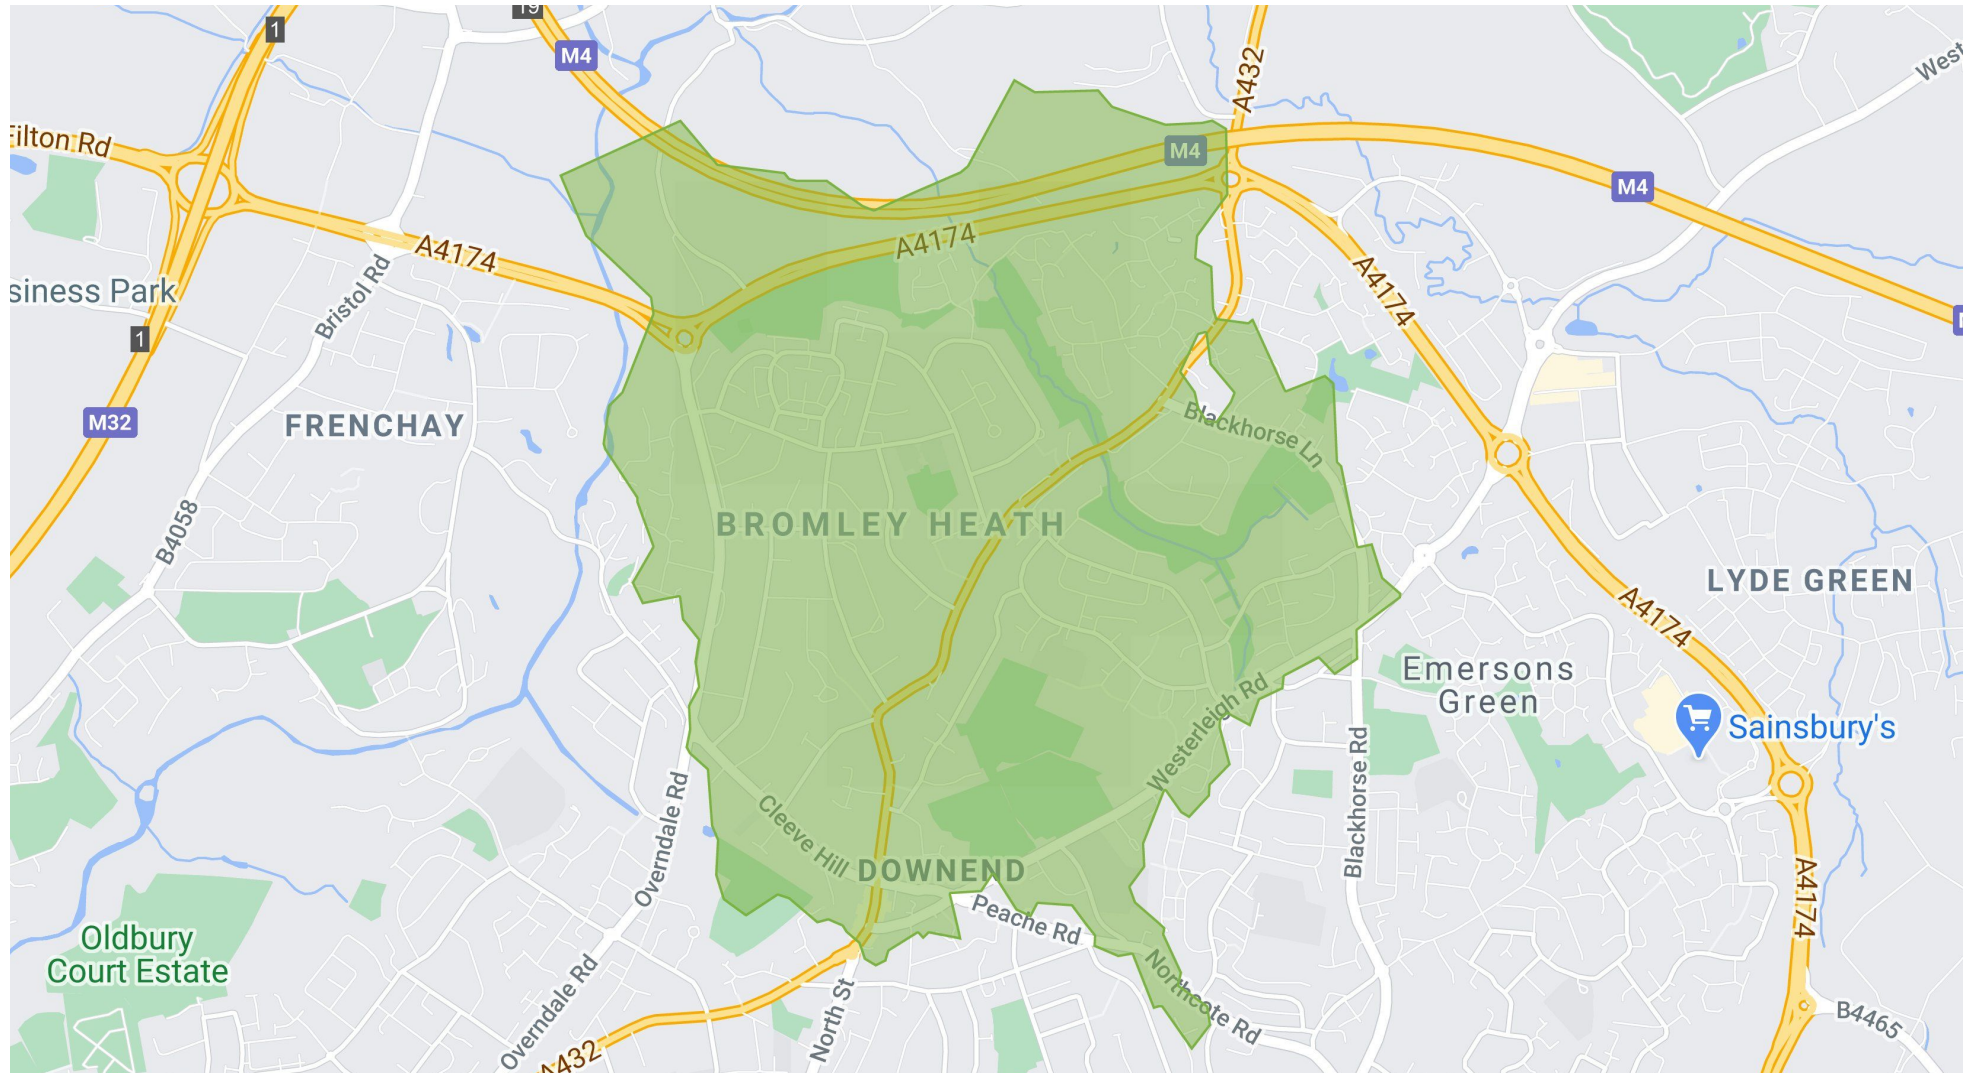 19
1
M4
A432
West
Filton Rd
M4
M4
A4174
A4174
A4174
siness Park
Bristol Rd
1
M32
FRENCHAY
Blackhorse Ln
B4058
BROMLEY HEATH
LYDE GREEN
A4174
Emersons
Green
Westerleigh Rd
Sainsbury's
Blackhorse Rd
Overndale Rd
Cleeve Hill
DOWNEND
Peache Rd
A4174
Oldbury
Court Estate
Northcote Rd
Overndale Rd
North St
B4465
A432